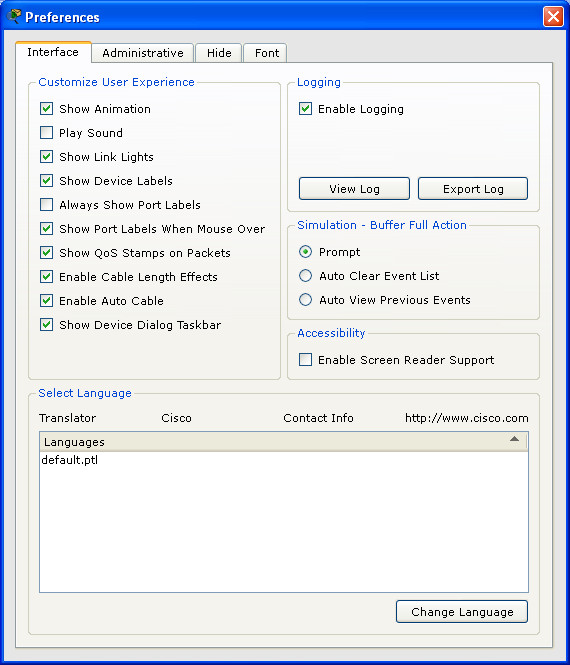 Preferences
Interface
Administrative
Hide
Font
Customize User Experience
Show Animation
Play Sound
Show Link Lights
Show Device Labels
Always Show Port Labels
Show Port Labels When Mouse Over
Show QoS Stamps on Packets
Enable Cable Length Effects
Enable Auto Cable
Show Device Dialog Taskbar
Logging
Enable Logging
View Log
Export Log
Simulation - Buffer Full Action
Prompt
Auto Clear Event List
Auto View Previous Events
Accessibility
Enable Screen Reader Support
Select Language
Translator
Cisco
Contact Info
http://www.cisco.com
Languages
default.ptl
Change Language